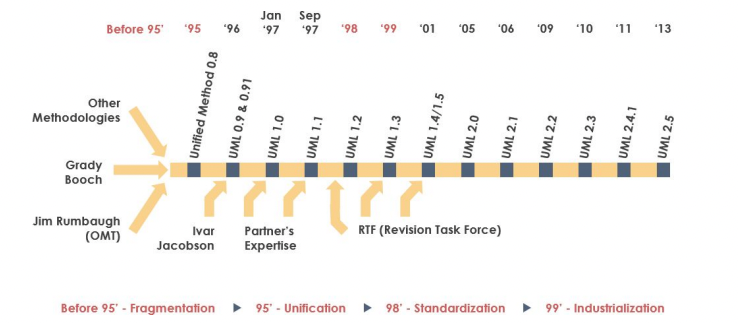 Before 95' ‘95 ‘96 Jan ‘97 Sep ‘97 ‘98 ‘99 ‘01 ‘05 ‘06 ‘09 ‘10 ‘11 ‘13
Unified Method 0.8
UML 0.9 & 0.91
UML 1.0
UML 1.1
UML 1.2
UML 1.3
UML 1.4/1.5
UML 2.0
UML 2.1
UML 2.2
UML 2.3
UML 2.4.1
UML 2.5
Other
Methodologies
Grady
Booch
Jim Rumbaugh
(OMT)
Ivar
Jacobson
Partner's
Expertise
RTF (Revision Task Force)
Before 95' - Fragmentation 95' - Unification 98' - Standardization 99' - Industrialization